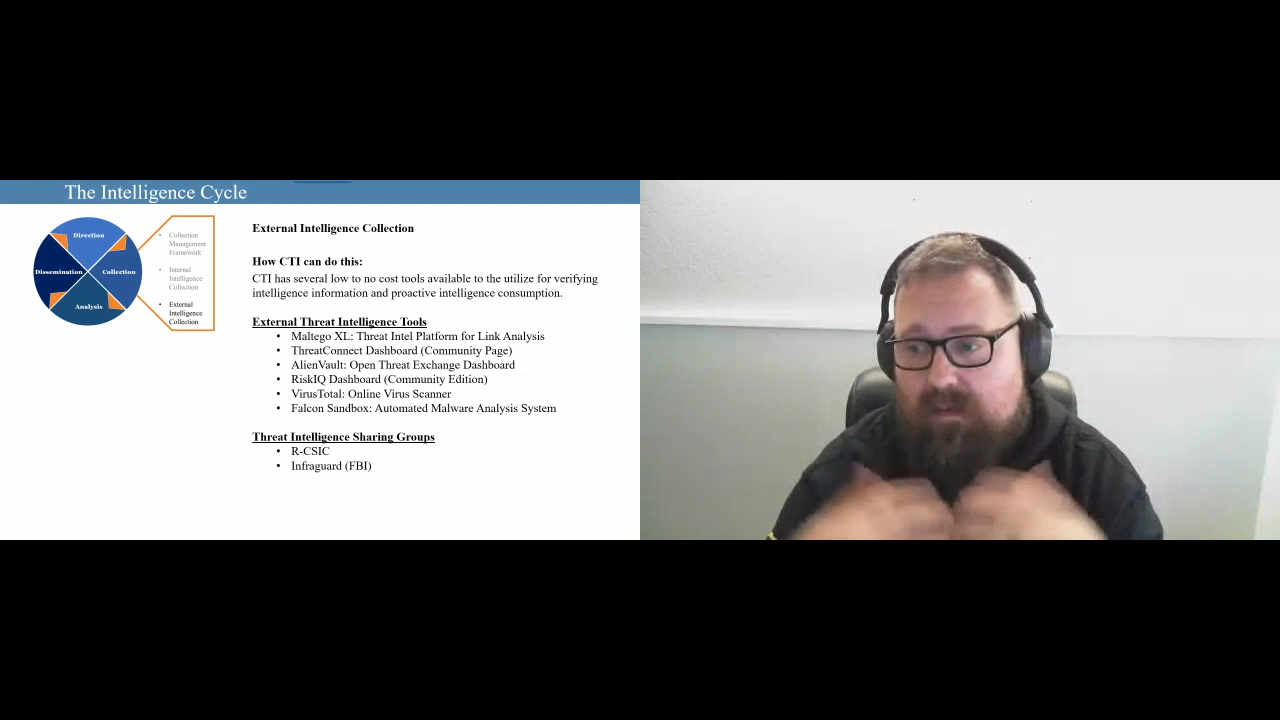 The Intelligence Cycle
Direction
Dissemination
Collection
Analysis
• Collection
Management
Framework
• Internal
Intelligence
Collection
• External
Intelligence
Collection
External Intelligence Collection
How CTI can do this:
CTI has several low to no cost tools available to the utilize for verifying
intelligence information and proactive intelligence consumption.
External Threat Intelligence Tools
• Maltego XL: Threat Intel Platform for Link Analysis
• ThreatConnect Dashboard (Community Page)
• AlienVault: Open Threat Exchange Dashboard
• RiskIQ Dashboard (Community Edition)
• VirusTotal: Online Virus Scanner
• Falcon Sandbox: Automated Malware Analysis System
Threat Intelligence Sharing Groups
• R-CSIC
• Infraguard (FBI)